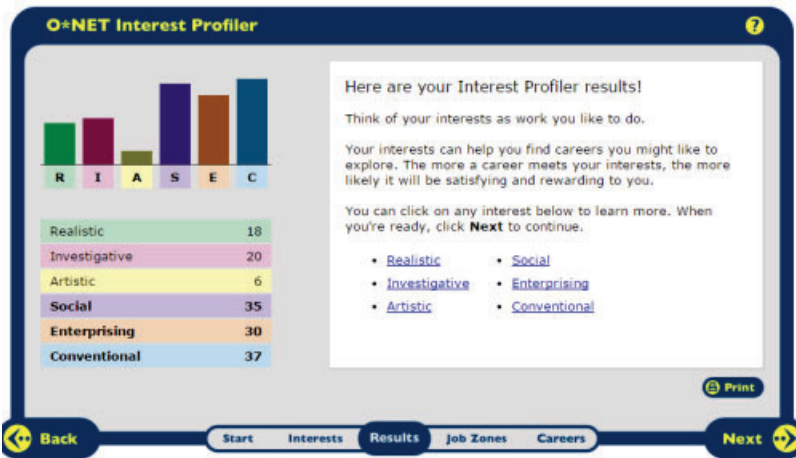 O*NET Interest Profiler
?
R I A S E C
Realistic 18
Investigative 20
Artistic 6
Social 35
Enterprising 30
Conventional 37
Here are your Interest Profiler results!
Think of your interests as work you like to do.
Your interests can help you find careers you might like to
explore. The more a career meets your interests, the more
likely it will be satisfying and rewarding to you.
You can click on any interest below to learn more. When
you're ready, click Next to continue.
• Realistic • Social
• Investigative • Enterprising
• Artistic • Conventional
Print
Back Start Interests Results Job Zones Careers Next